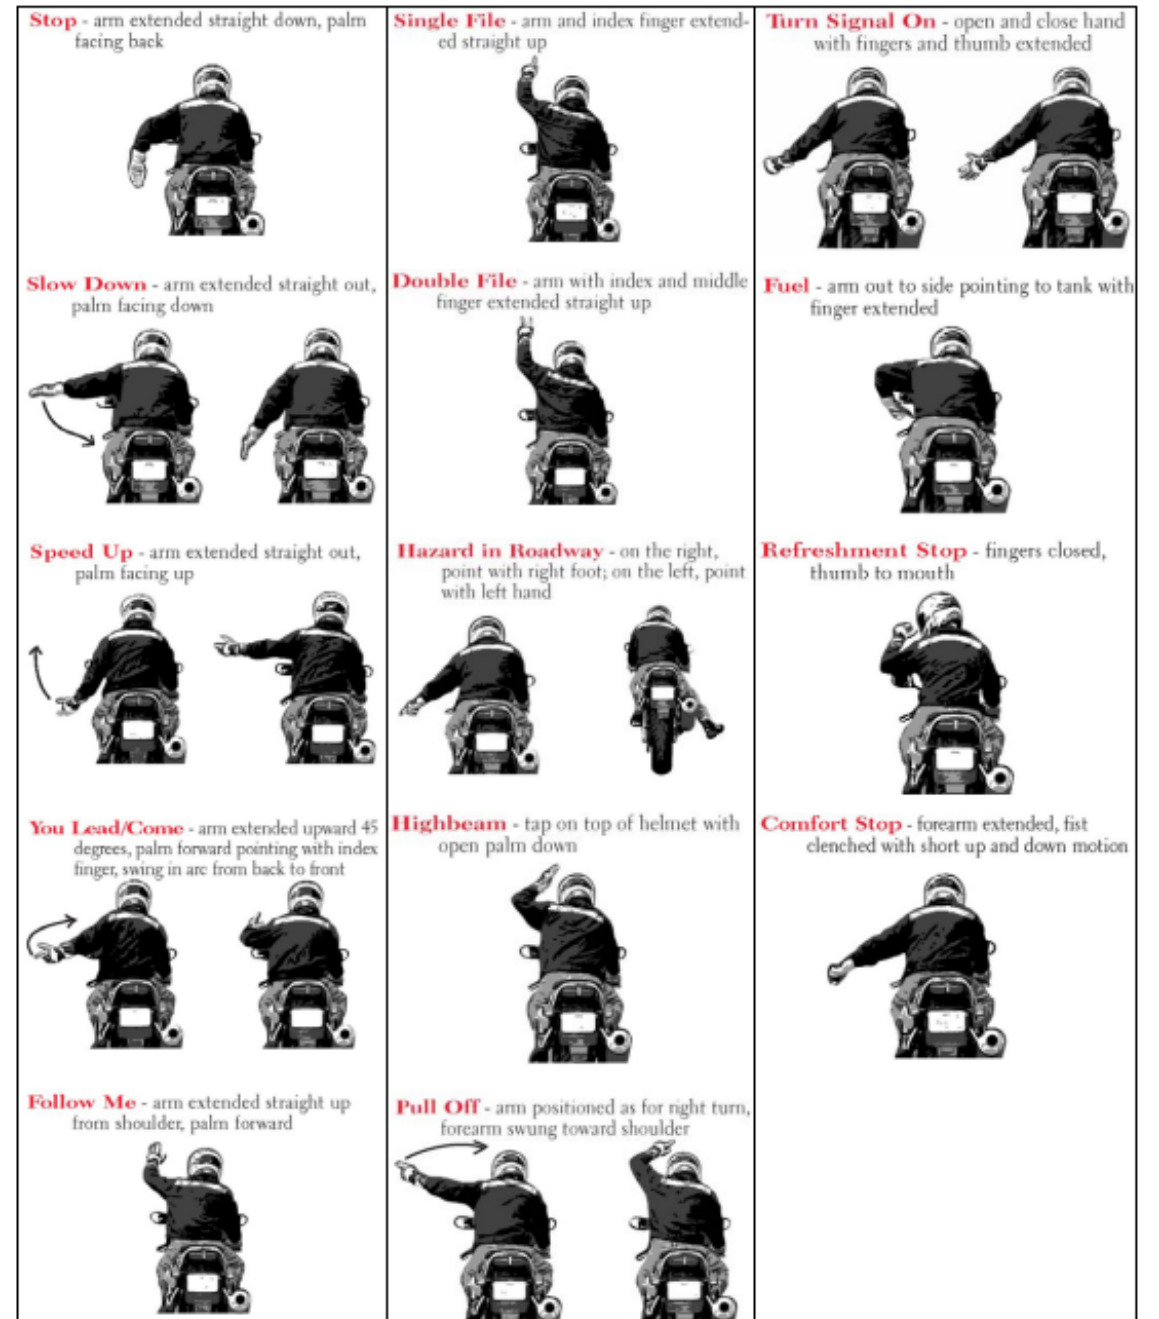 Stop - arm extended straight down, palm
facing back
Slow Down - arm extended straight out,
palm facing down
Speed Up - arm extended straight out,
palm facing up
You Lead/Come - arm extended upward 45
degrees, palm forward pointing with index
finger, swing in arc from back to front
Follow Me - arm extended straight up
from shoulder, palm forward
Single File - arm and index finger extend-
ed straight up
Double File - arm with index and middle
finger extended straight up
Hazard in Roadway - on the right,
point with right foot; on the left, point
with left hand
Highbeam - tap on top of helmet with
open palm down
Pull Off - arm positioned as for right turn,
forearm swung toward shoulder
Turn Signal On - open and close hand
with fingers and thumb extended
Fuel - arm out to side pointing to tank with
finger extended
Refreshment Stop - fingers closed,
thumb to mouth
Comfort Stop - forearm extended, fist
clenched with short up and down motion